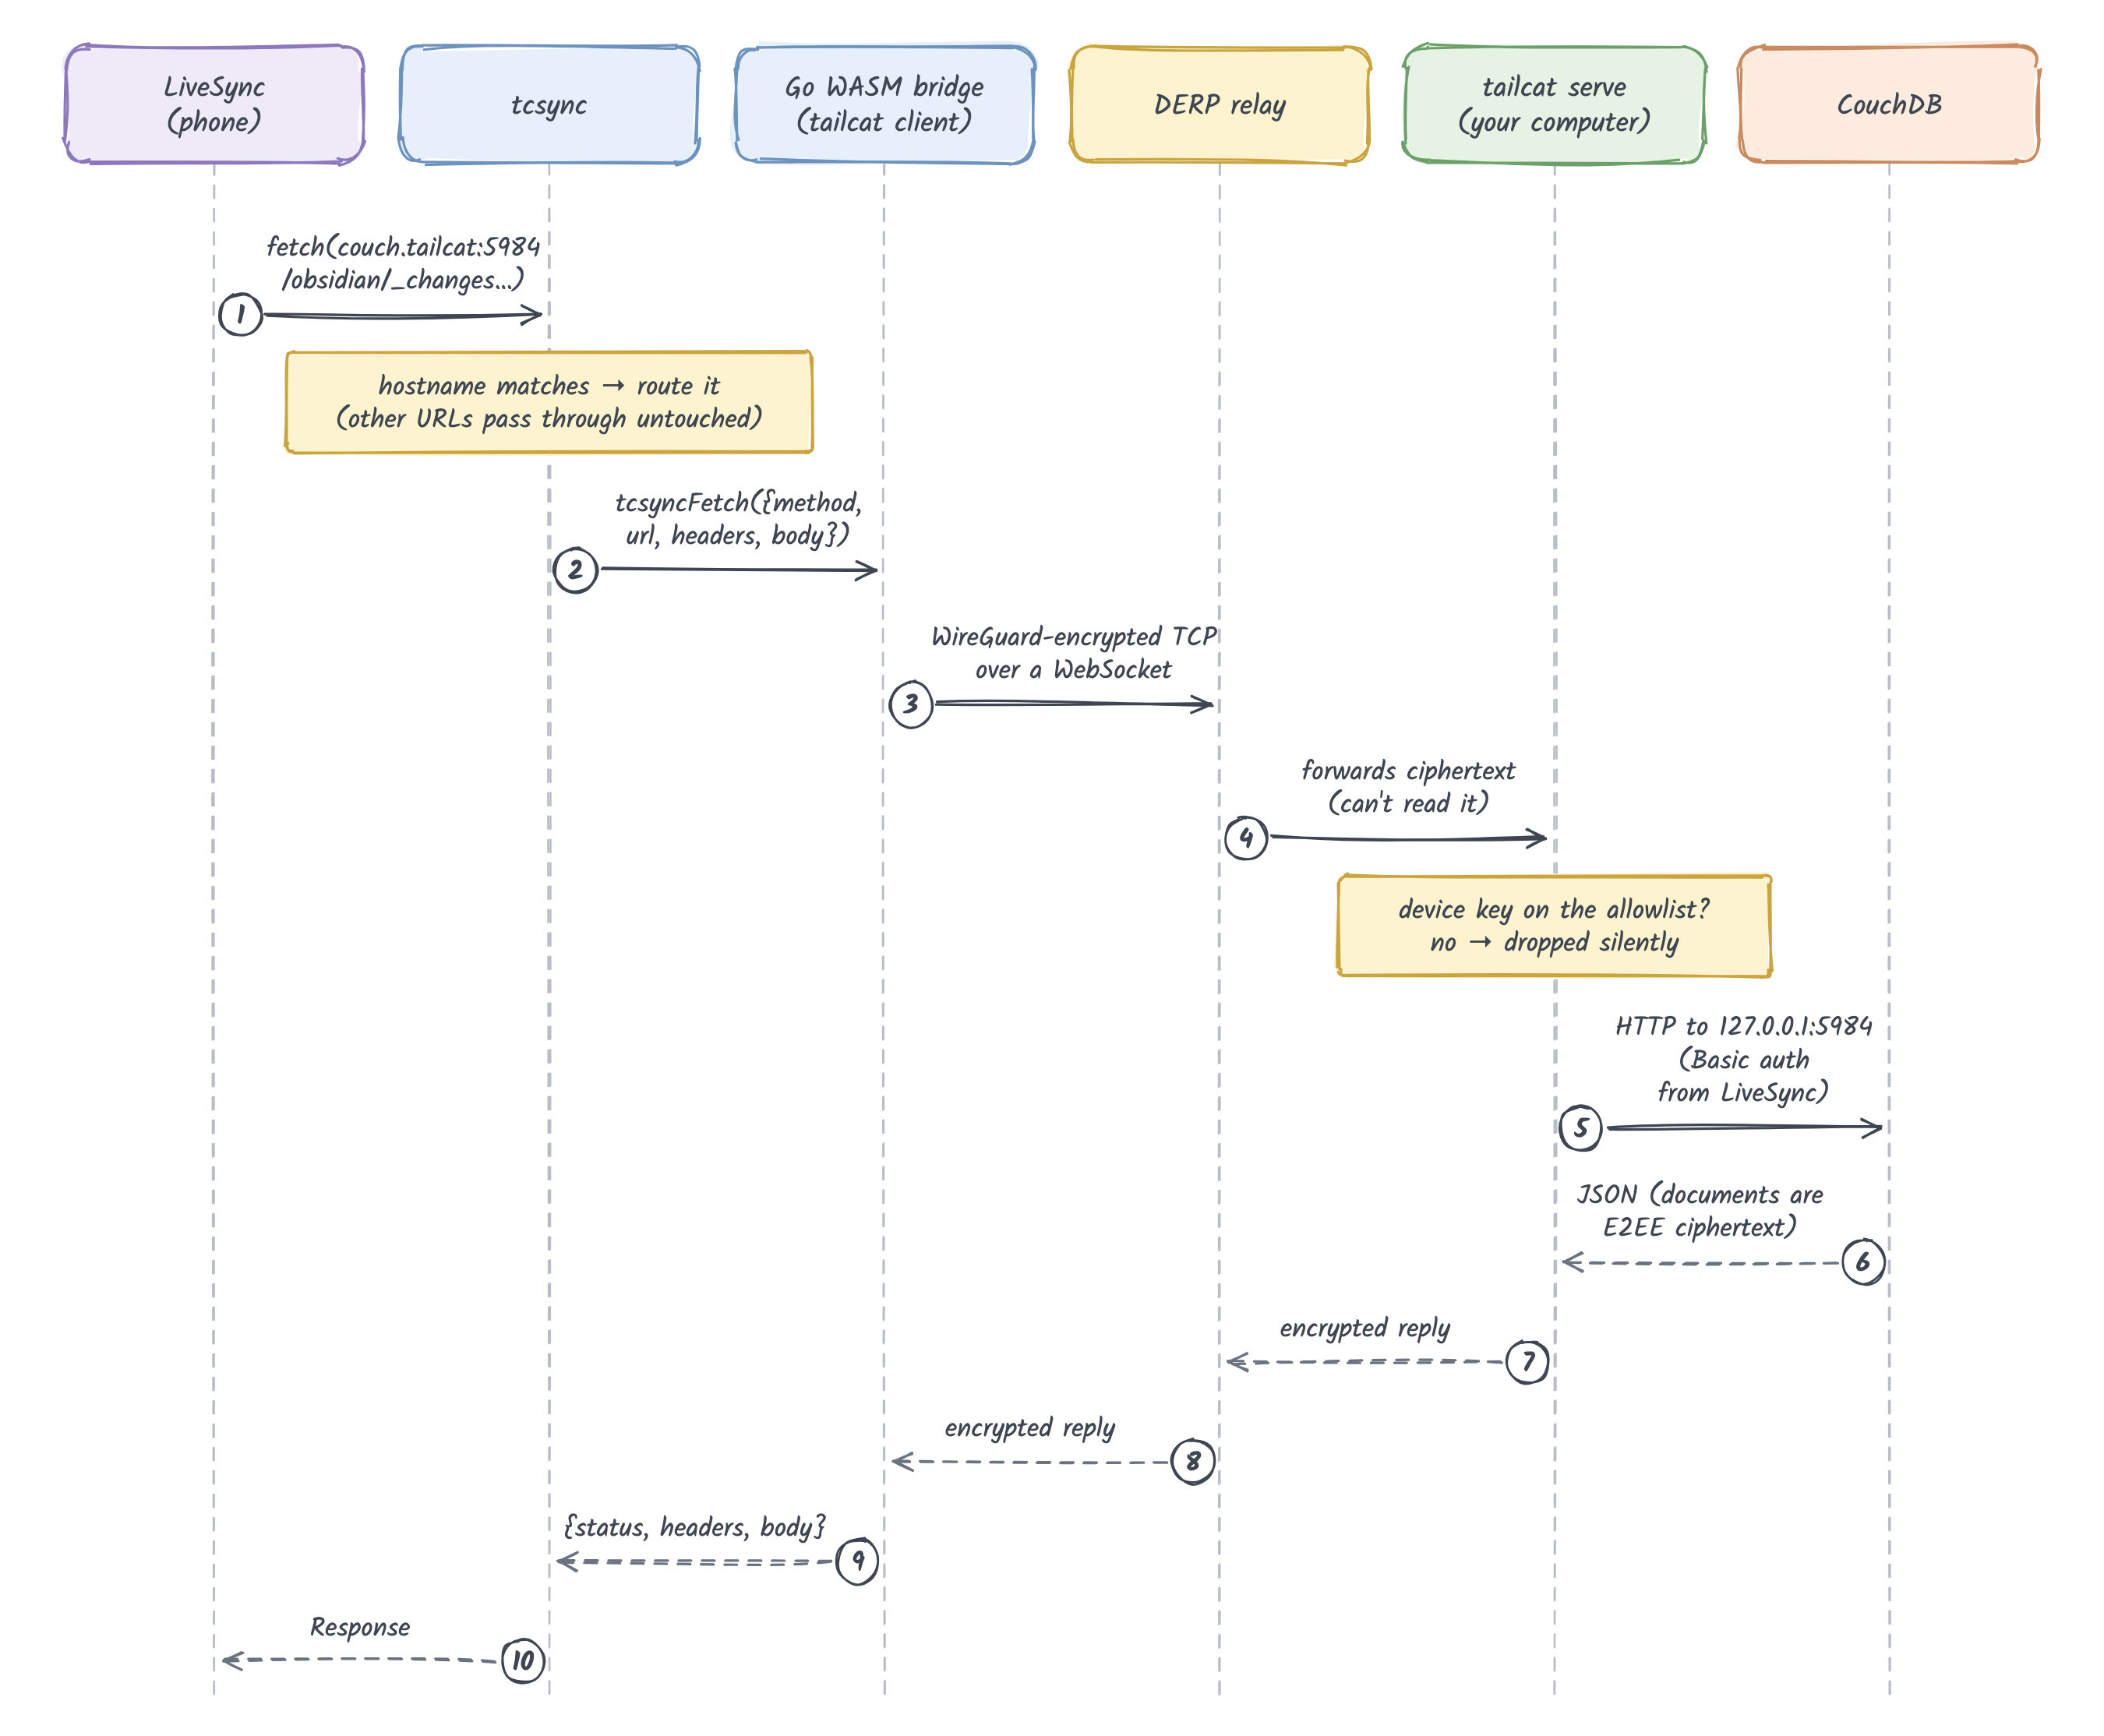 LiveSync
(phone)
tcsync
Go WASM bridge
(tailcat client)
DERP relay
tailcat serve
(your computer)
CouchDB
fetch(couch.tailcat:5984
/obsidian/_changes...)
1
hostname matches → route it
(other URLs pass through untouched)
tcsyncFetch({method,
url, headers, body})
2
WireGuard-encrypted TCP
over a WebSocket
3
forwards ciphertext
(can't read it)
4
device key on the allowlist?
no → dropped silently
HTTP to 127.0.0.1:5984
(Basic auth
from LiveSync)
5
JSON (documents are
E2EE ciphertext)
6
encrypted reply
7
encrypted reply
8
{status, headers, body}
9
Response
10